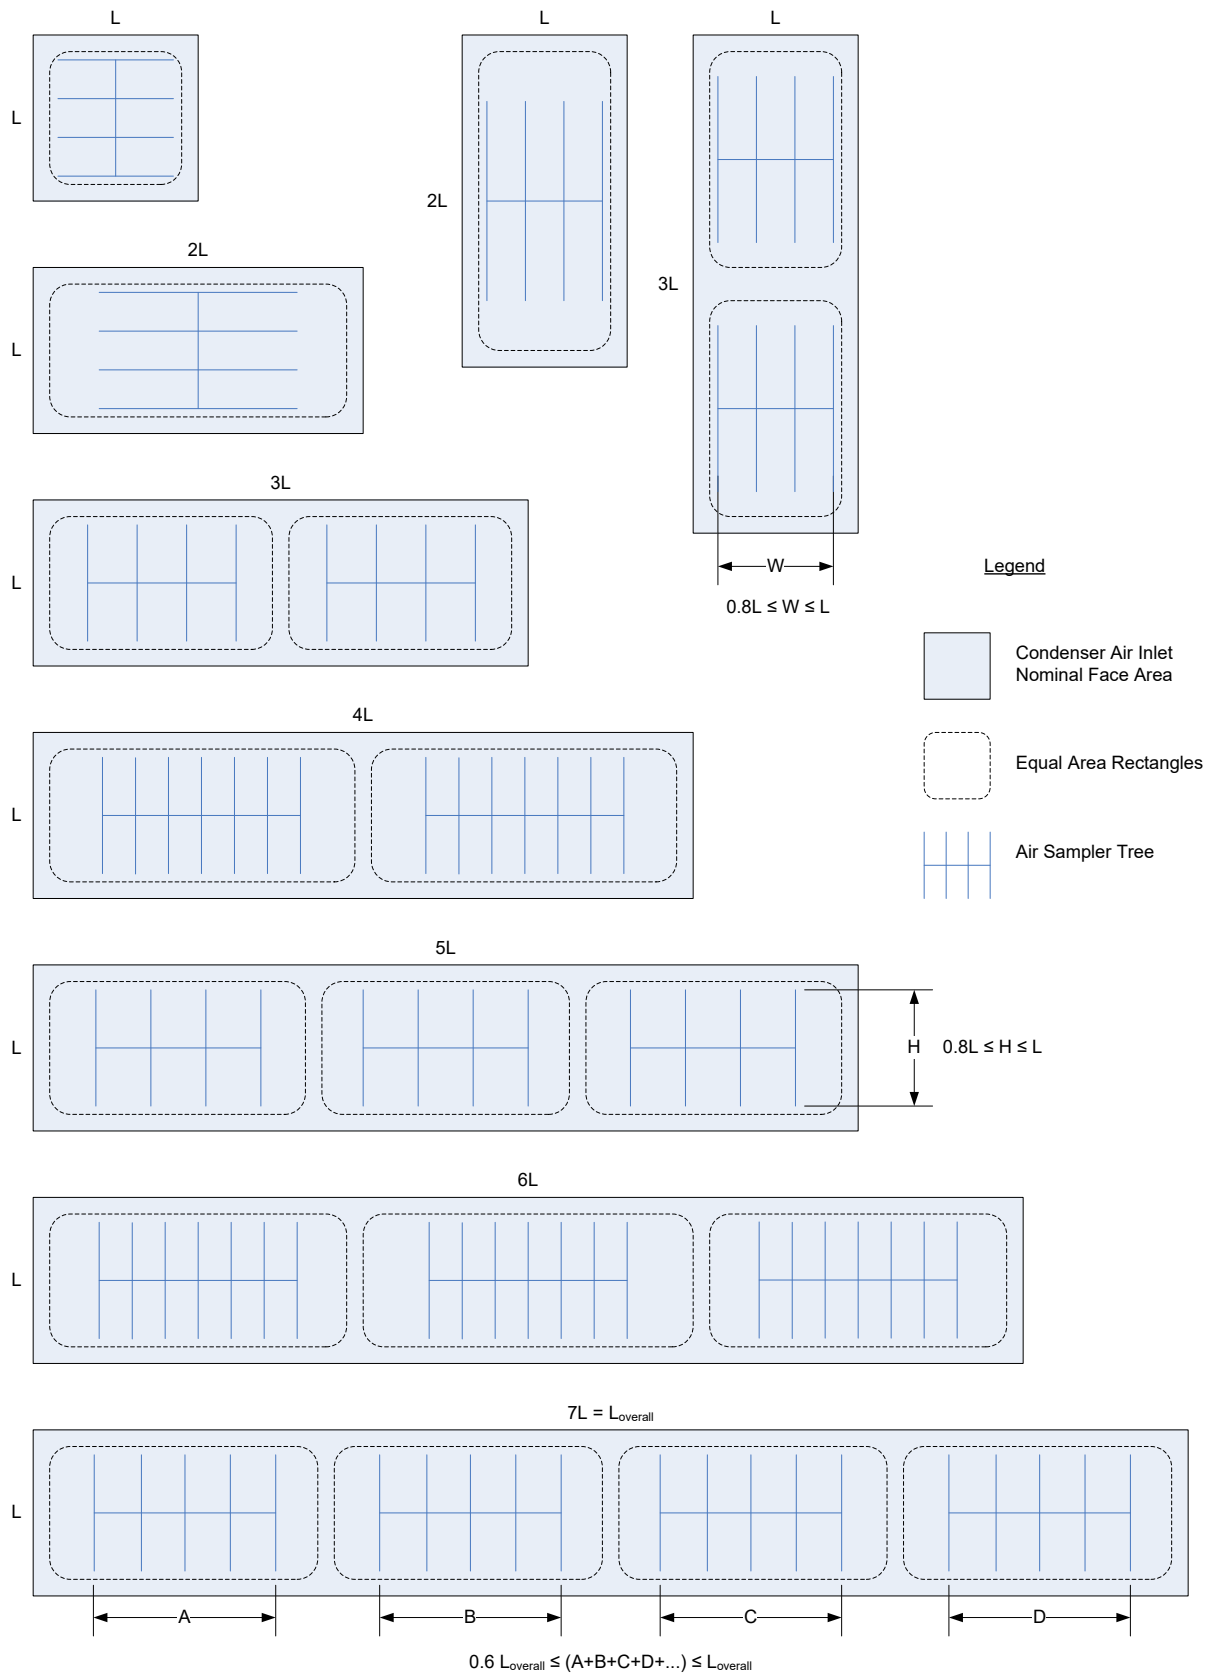 L
L
L
L
2L
3L
2L
L
3L
L
W
0.8L ≤ W ≤ L
Legend
Condenser Air Inlet
Nominal Face Area
Equal Area Rectangles
Air Sampler Tree
4L
L
5L
L
H
0.8L ≤ H ≤ L
6L
L
7L = Loverall
L
A
B
C
D
0.6 Loverall ≤ (A+B+C+D+...) ≤ Loverall